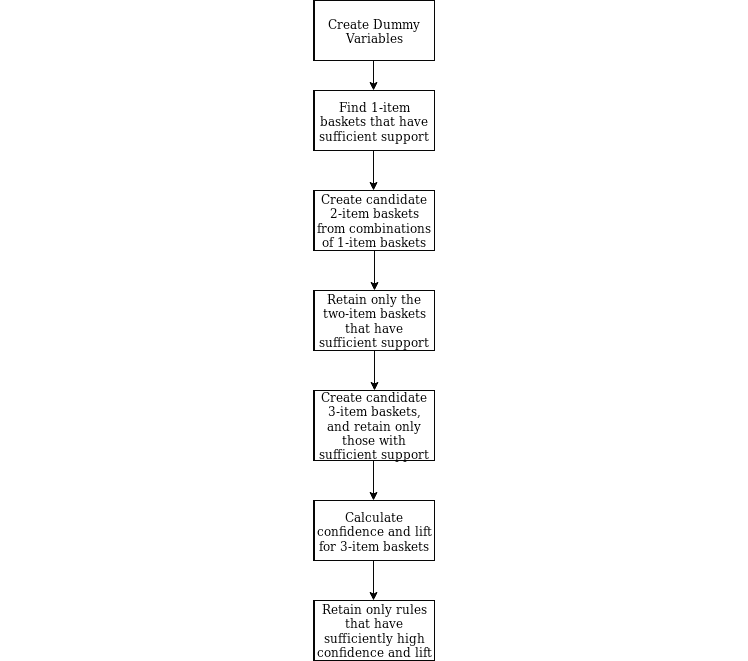 Create Dummy
Variables
Find 1-item
baskets that have
sufficient support
Create candidate
2-item baskets
from combinations
of 1-item baskets
Retain only the
two-item baskets
that have
sufficient support
Create candidate
3-item baskets,
and retain only
those with
sufficient support
Calculate
confidence and lift
for 3-item baskets
Retain only rules
that have
sufficiently high
confidence and lift